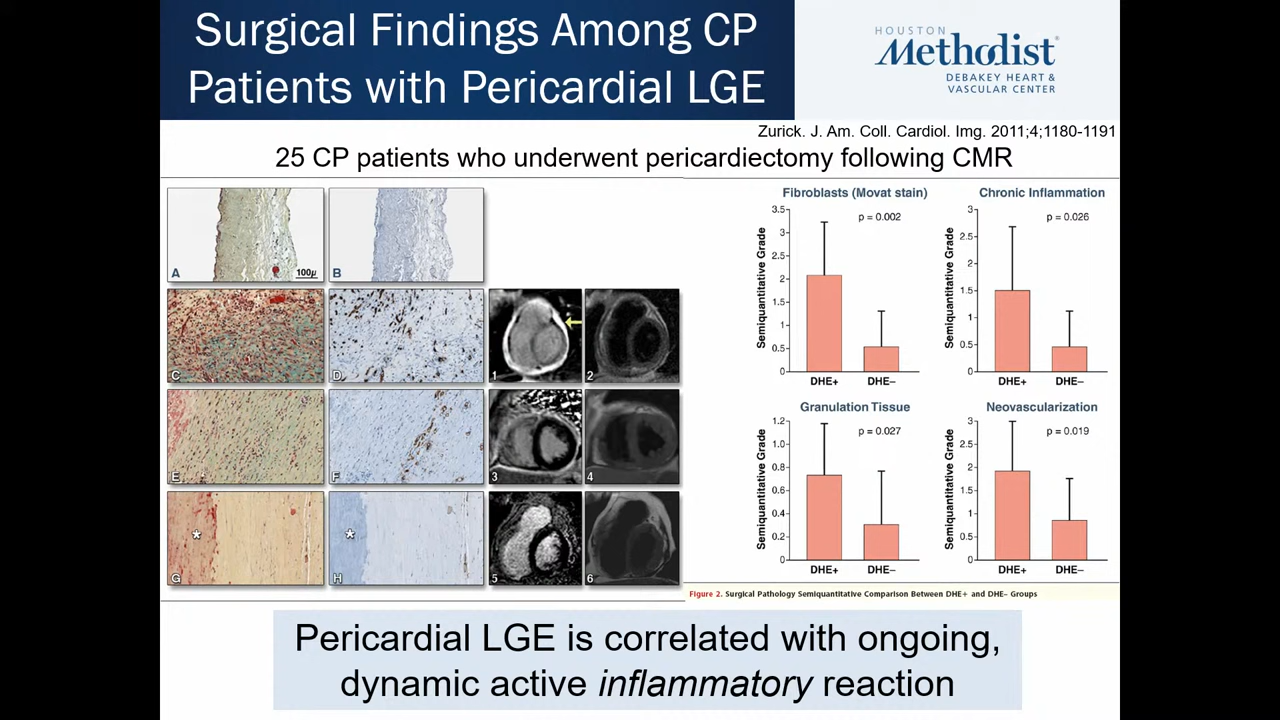 Surgical Findings Among CP
Patients with Pericardial LGE
HOUSTON
Methodist®
DEBAKEY HEART &
VASCULAR CENTER
Zurick. J. Am. Coll. Cardiol. Img. 2011;4;1180-1191
25 CP patients who underwent pericardiectomy following CMR
A
100µ
B
C
D
1
2
E
F
3
4
G
*
H
*
5
6
Fibroblasts (Movat stain)
p = 0.002
Semiquantitative Grade
3.5
3
2.5
2
1.5
1
0.5
0
DHE+
DHE–
Chronic Inflammation
p = 0.026
Semiquantitative Grade
3
2.5
2
1.5
1
0.5
0
DHE+
DHE–
Granulation Tissue
p = 0.027
Semiquantitative Grade
1.2
1.0
0.8
0.6
0.4
0.2
0
DHE+
DHE–
Neovascularization
p = 0.019
Semiquantitative Grade
3
2.5
2
1.5
1
0.5
0
DHE+
DHE–
Figure 2. Surgical Pathology Semiquantitative Comparison Between DHE+ and DHE– Groups
Pericardial LGE is correlated with ongoing,
dynamic active inflammatory reaction